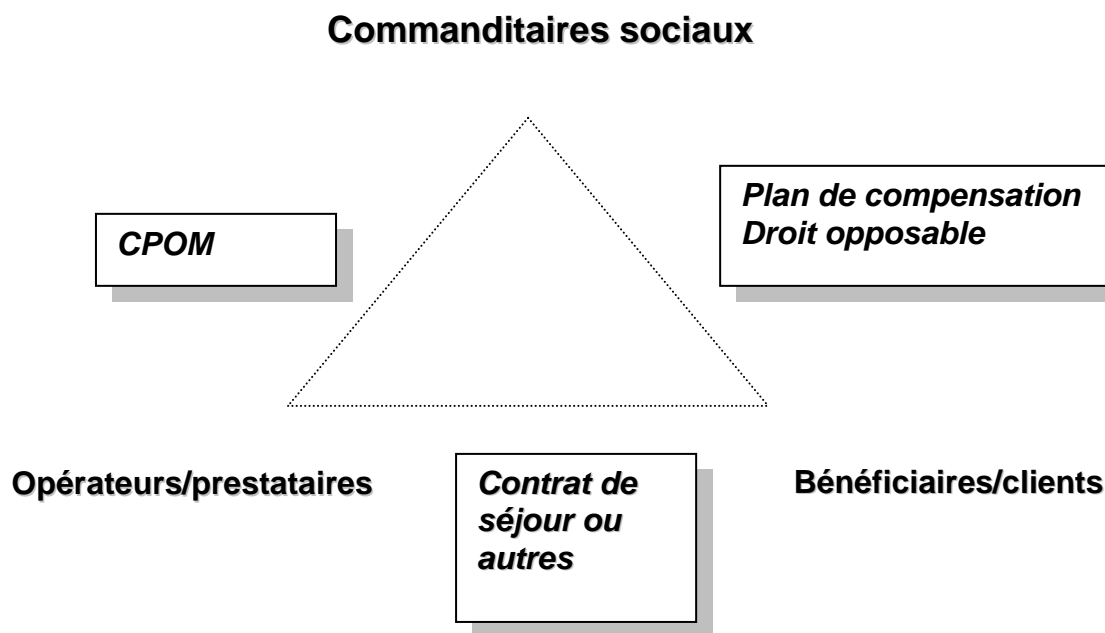 Commanditaires sociaux
Plan de compensation
Droit opposable
CPOM
Opérateurs/prestataires
Contrat de
séjour ou
autres
Bénéficiaires/clients